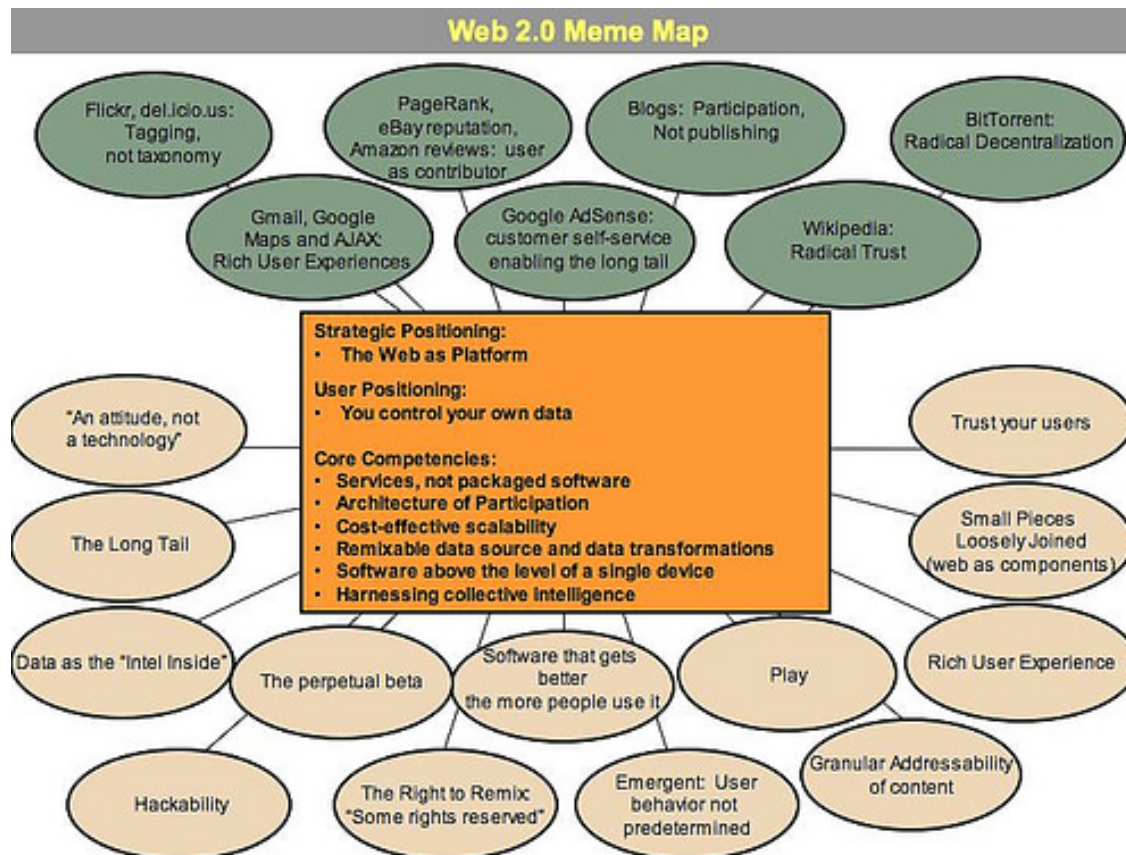 Web 2.0 Meme Map
Flickr, del.icio.us:
Tagging,
not taxonomy
PageRank,
eBay reputation,
Amazon reviews: user
as contributor
Blogs: Participation,
Not publishing
BitTorrent:
Radical Decentralization
Gmail, Google
Maps and AJAX:
Rich User Experiences
Google AdSense:
customer self-service
enabling the long tail
Wikipedia:
Radical Trust
Strategic Positioning:
• The Web as Platform
User Positioning:
• You control your own data
Core Competencies:
• Services, not packaged software
• Architecture of Participation
• Cost-effective scalability
• Remixable data source and data transformations
• Software above the level of a single device
• Harnessing collective intelligence
"An attitude, not
a technology"
Trust your users
The Long Tail
Small Pieces
Loosely Joined
(web as components)
Data as the "Intel Inside"
The perpetual beta
Software that gets
better
the more people use it
Play
Rich User Experience
Hackability
The Right to Remix:
"Some rights reserved"
Emergent: User
behavior not
predetermined
Granular Addressability
of content